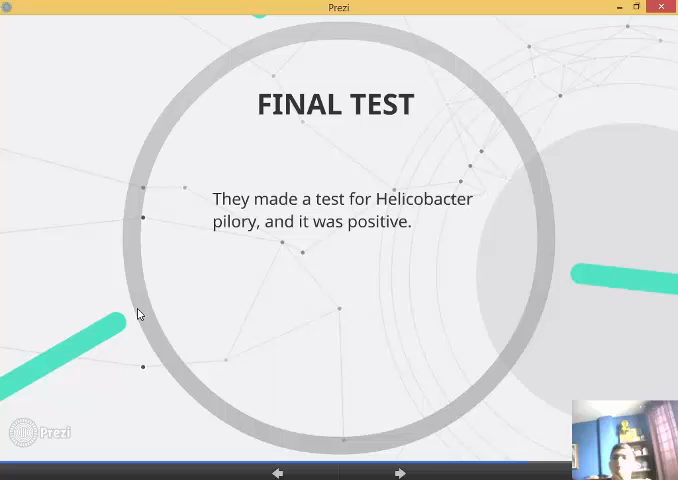 Prezi
FINAL TEST
They made a test for Helicobacter
pilory, and it was positive.
Prezi